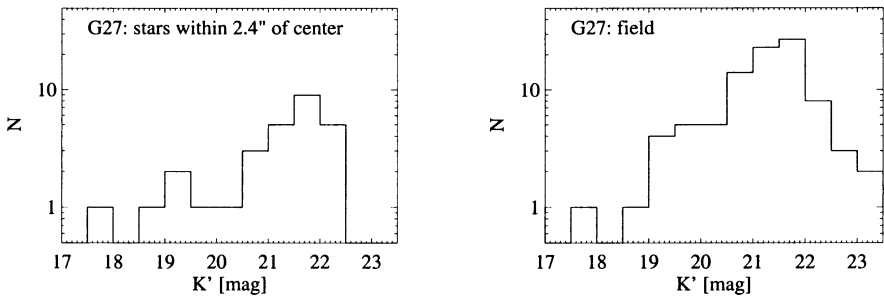 G27: stars within 2.4" of center
10
1
N
17 18 19 20 21 22 23
K' [mag]
G27: field
10
1
N
17 18 19 20 21 22 23
K' [mag]